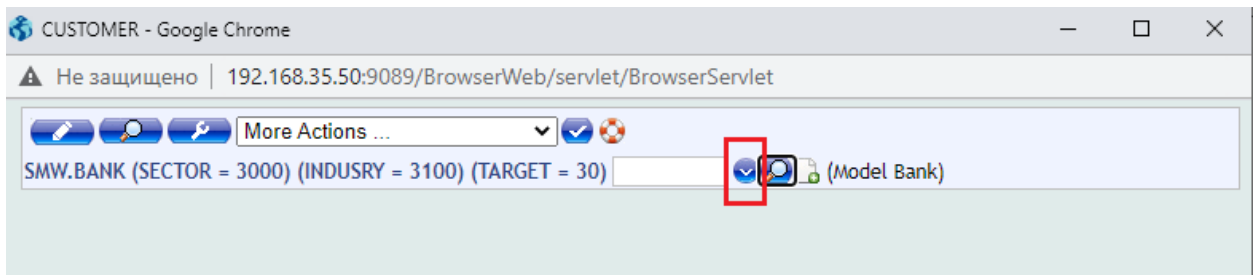 CUSTOMER - Google Chrome
Не защищено | 192.168.35.50:9089/BrowserWeb/servlet/BrowserServlet
More Actions ...
SMW.BANK (SECTOR = 3000) (INDUSRY = 3100) (TARGET = 30) (Model Bank)